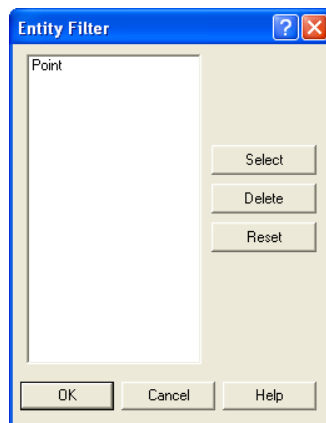 Entity Filter
Point
Select
Delete
Reset
OK Cancel Help